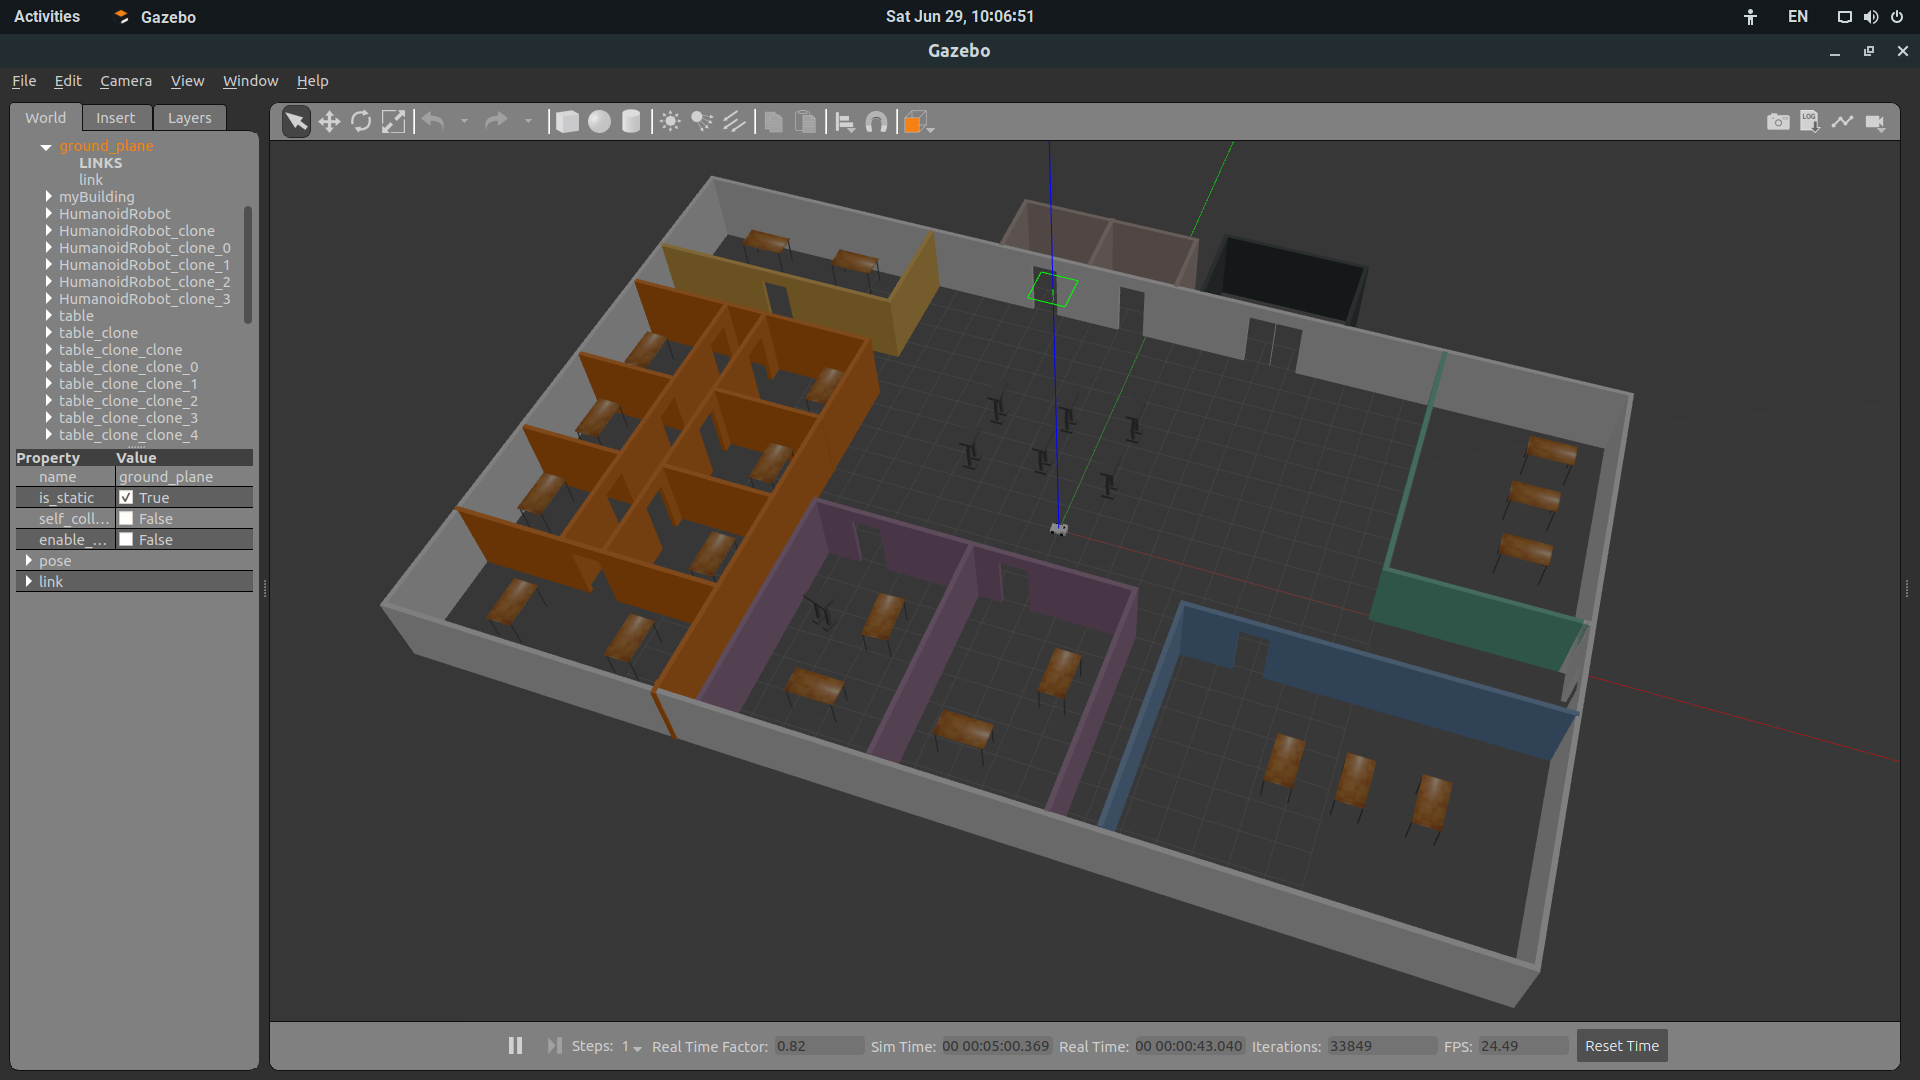 Activities Gazebo Sat Jun 29, 10:06:51 EN
Gazebo
File Edit Camera View Window Help
World Insert Layers
ground_plane
LINKS
link
myBuilding
HumanoidRobot
HumanoidRobot_clone
HumanoidRobot_clone_0
HumanoidRobot_clone_1
HumanoidRobot_clone_2
HumanoidRobot_clone_3
table
table_clone
table_clone_clone
table_clone_clone_0
table_clone_clone_1
table_clone_clone_2
table_clone_clone_3
table_clone_clone_4
Property Value
name ground_plane
is_static True
self_coll... False
enable_... False
pose
link
LOG
Steps: 1 Real Time Factor: 0.82 Sim Time: 00 00:05:00.369 Real Time: 00 00:00:43.040 Iterations: 33849 FPS: 24.49 Reset Time